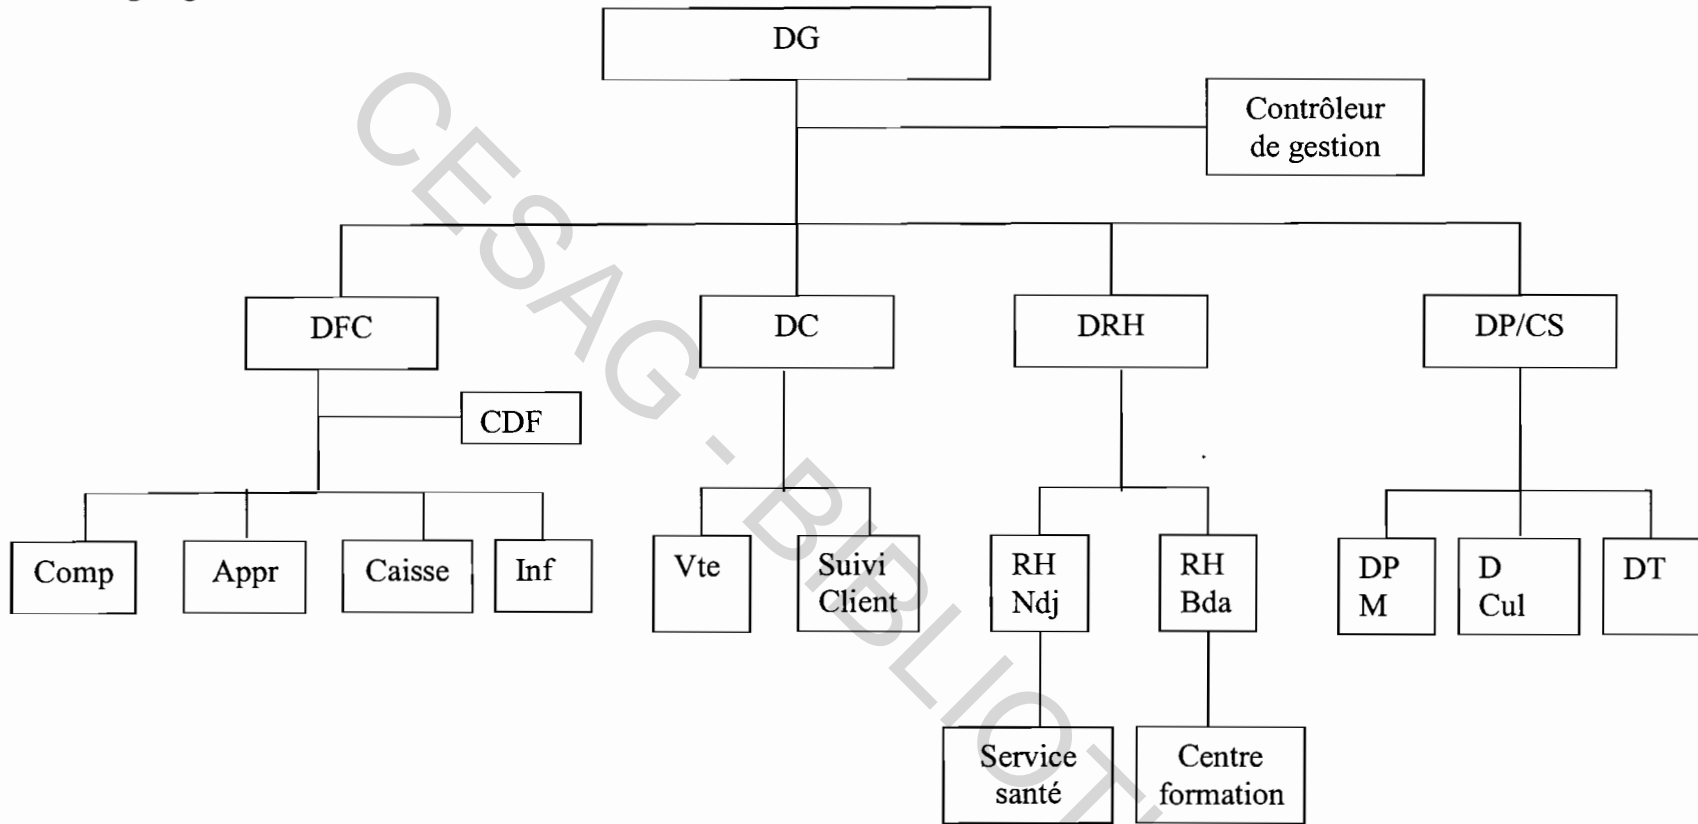 DG
Contrôleur
de gestion
DFC
DC
DRH
DP/CS
CDF
Comp
Appr
Caisse
Inf
Vte
Suivi
Client
RH
Ndj
RH
Bda
DP
M
D
Cul
DT
Service
santé
Centre
formation
CESAG - BIBLIOT